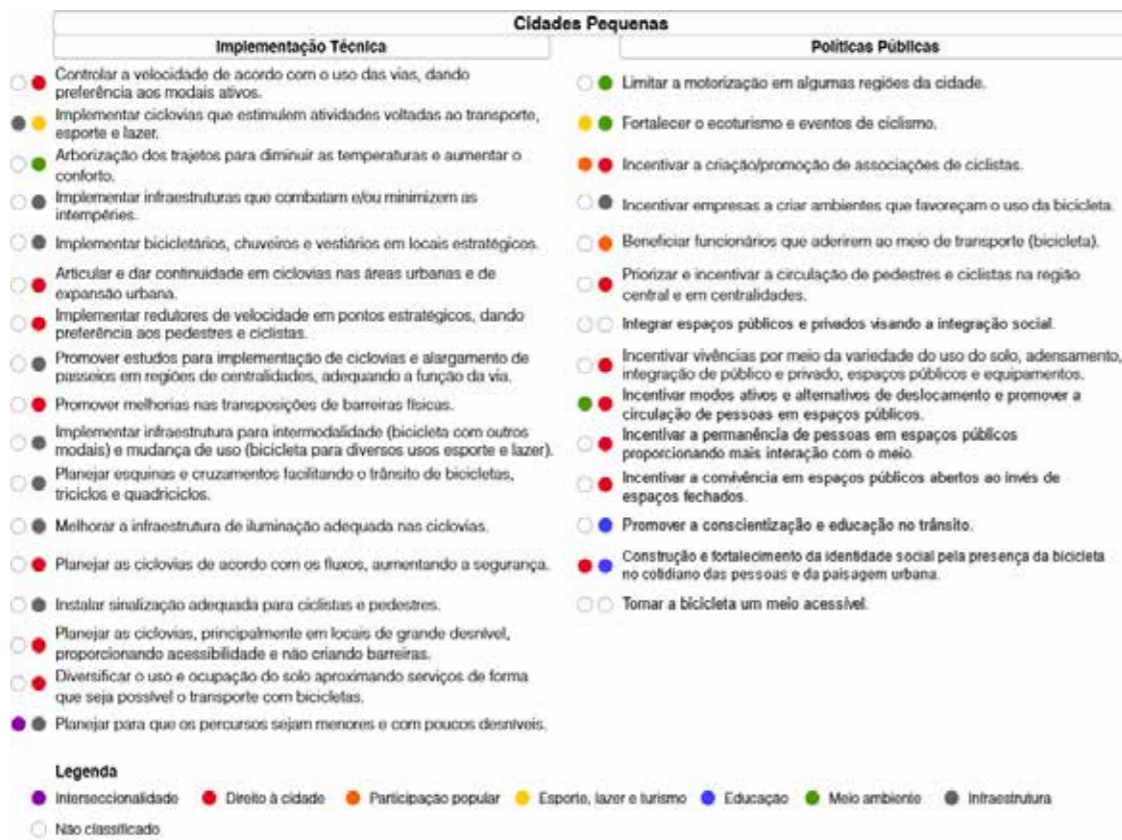 Cidades Pequenas
Implementação Técnica
Controlar a velocidade de acordo com o uso das vias, dando
preferência aos modais ativos.
Implementar ciclovias que estimulem atividades voltadas ao transporte,
esporte e lazer.
Arborização dos trajetos para diminuir as temperaturas e aumentar o
conforto.
Implementar infraestruturas que combatam e/ou minimizem as
intempéries.
Implementar bicicletários, chuveiros e vestiários em locais estratégicos.
Articular e dar continuidade em ciclovias nas áreas urbanas e de
expansão urbana.
Implementar redutores de velocidade em pontos estratégicos, dando
preferência aos pedestres e ciclistas.
Promover estudos para implementação de ciclovias e alargamento de
passeios em regiões de centralidades, adequando a função da via.
Promover melhorias nas transposições de barreiras físicas.
Implementar infraestrutura para intermodalidade (bicicleta com outros
modais) e mudança de uso (bicicleta para diversos usos esporte e lazer).
Planejar esquinas e cruzamentos facilitando o trânsito de bicicletas,
triciclos e quadriciclos.
Melhorar a infraestrutura de iluminação adequada nas ciclovias.
Planejar as ciclovias de acordo com os fluxos, aumentando a segurança.
Instalar sinalização adequada para ciclistas e pedestres.
Planejar as ciclovias, principalmente em locais de grande desnível,
proporcionando acessibilidade e não criando barreiras.
Diversificar o uso e ocupação do solo aproximando serviços de forma
que seja possível o transporte com bicicletas.
Planejar para que os percursos sejam menores e com poucos desníveis.
Políticas Públicas
Limitar a motorização em algumas regiões da cidade.
Fortalecer o ecoturismo e eventos de ciclismo.
Incentivar a criação/promoção de associações de ciclistas.
Incentivar empresas a criar ambientes que favoreçam o uso da bicicleta.
Beneficiar funcionários que aderirem ao meio de transporte (bicicleta).
Priorizar e incentivar a circulação de pedestres e ciclistas na região
central e em centralidades.
Integrar espaços públicos e privados visando a integração social.
Incentivar vivências por meio da variedade do uso do solo, adensamento,
integração de público e privado, espaços públicos e equipamentos.
Incentivar modos ativos e alternativos de deslocamento e promover a
circulação de pessoas em espaços públicos.
Incentivar a permanência de pessoas em espaços públicos
proporcionando mais interação com o meio.
Incentivar a convivência em espaços públicos abertos ao invés de
espaços fechados.
Promover a conscientização e educação no trânsito.
Construção e fortalecimento da identidade social pela presença da bicicleta
no cotidiano das pessoas e da paisagem urbana.
Tornar a bicicleta um meio acessível.
Legenda
Interseccionalidade Direito à cidade Participação popular Esporte, lazer e turismo Educação Meio ambiente Infraestrutura
Não classificado